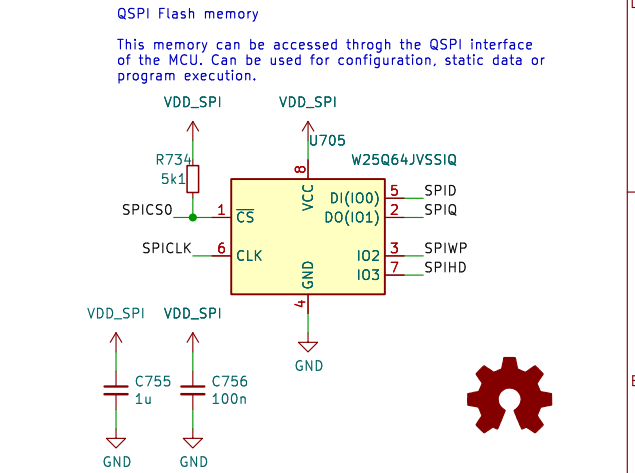 QSPI Flash memory
This memory can be accessed throgh the QSPI interface
of the MCU. Can be used for configuration, static data or
program execution.
VDD_SPI
VDD_SPI
U705
R734
5k1
W25Q64JVSSIQ
8
VCC
SPICS0
1
CS
DI(IO0)
5
SPID
DO(IO1)
2
SPIQ
SPICLK
6
CLK
IO2
3
SPIWP
IO3
7
SPIHD
GND
4
GND
VDD_SPI
VDD_SPI
C755
1u
C756
100n
GND
GND